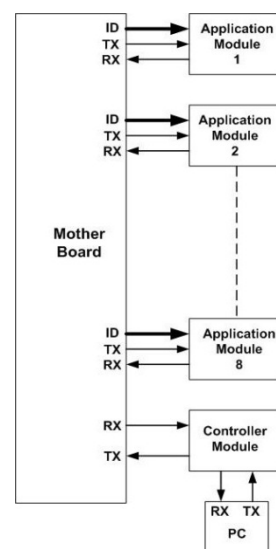 ID
TX
RX
Application
Module
1
ID
TX
RX
Application
Module
2
Mother
Board
ID
TX
RX
Application
Module
8
RX
TX
Controller
Module
RX TX
PC